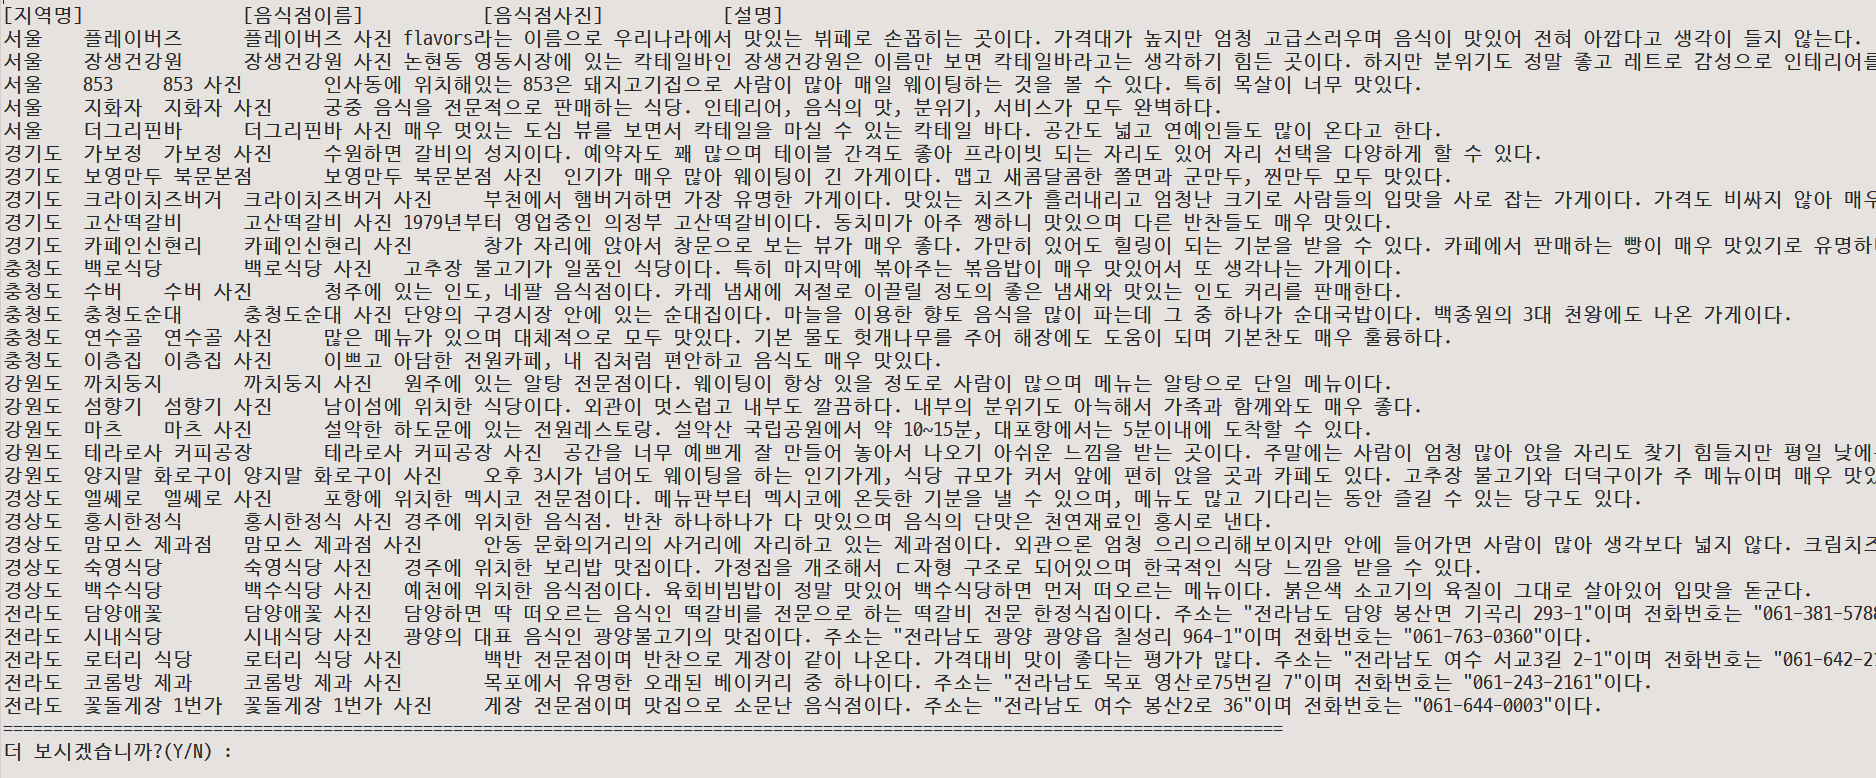 [지역명] [음식점이름] [음식점사진] [설명]
서울 플레이버즈 플레이버즈 사진 flavors라는 이름으로 우리나라에서 맛있는 뷔페로 손꼽히는 곳이다. 가격대가 높지만 엄청 고급스러우며 음식이 맛있어 전혀 아깝다고 생각이 들지 않는다.
서울 장생건강원 장생건강원 사진 논현동 영동시장에 있는 칵테일바인 장생건강원은 이름만 보면 칵테일바라고는 생각하기 힘든 곳이다. 하지만 분위기도 정말 좋고 레트로 감성으로 인테리어를
서울 853 853 사진 인사동에 위치해있는 853은 돼지고기집으로 사람이 많아 매일 웨이팅하는 것을 볼 수 있다. 특히 목살이 너무 맛있다.
서울 지화자 지화자 사진 궁중 음식을 전문적으로 판매하는 식당. 인테리어, 음식의 맛, 분위기, 서비스가 모두 완벽하다.
서울 더그리핀바 더그리핀바 사진 매우 멋있는 도심 뷰를 보면서 칵테일을 마실 수 있는 칵테일 바다. 공간도 넓고 연예인들도 많이 온다고 한다.
경기도 가보정 가보정 사진 수원하면 갈비의 성지이다. 예약자도 꽤 많으며 테이블 간격도 좋아 프라이빗 되는 자리도 있어 자리 선택을 다양하게 할 수 있다.
경기도 보영만두 북문본점 보영만두 북문본점 사진 인기가 매우 많아 웨이팅이 긴 가게이다. 맵고 새콤달콤한 쫄면과 군만두, 찐만두 모두 맛있다.
경기도 크라이치즈버거 크라이치즈버거 사진 부천에서 햄버거하면 가장 유명한 가게이다. 맛있는 치즈가 흘러내리고 엄청난 크기로 사람들의 입맛을 사로 잡는 가게이다. 가격도 비싸지 않아 매우
경기도 고산떡갈비 고산떡갈비 사진 1979년부터 영업중인 의정부 고산떡갈비이다. 동치미가 아주 쨍하니 맛있으며 다른 반찬들도 매우 맛있다.
경기도 카페인신현리 카페인신현리 사진 창가 자리에 앉아서 창문으로 보는 뷰가 매우 좋다. 가만히 있어도 힐링이 되는 기분을 받을 수 있다. 카페에서 판매하는 빵이 매우 맛있기로 유명하
충청도 백로식당 백로식당 사진 고추장 불고기가 일품인 식당이다. 특히 마지막에 볶아주는 볶음밥이 매우 맛있어서 또 생각나는 가게이다.
충청도 수버 수버 사진 청주에 있는 인도, 네팔 음식점이다. 카레 냄새에 저절로 이끌릴 정도의 좋은 냄새와 맛있는 인도 커리를 판매한다.
충청도 충청도순대 충청도순대 사진 단양의 구경시장 안에 있는 순대집이다. 마늘을 이용한 향토 음식을 많이 파는데 그 중 하나가 순대국밥이다. 백종원의 3대 천왕에도 나온 가게이다.
충청도 연수골 연수골 사진 많은 메뉴가 있으며 대체적으로 모두 맛있다. 기본 물도 헛개나무를 주어 해장에도 도움이 되며 기본찬도 매우 훌륭하다.
충청도 이층집 이층집 사진 이쁘고 아담한 전원카페, 내 집처럼 편안하고 음식도 매우 맛있다.
강원도 까치둥지 까치둥지 사진 원주에 있는 알탕 전문점이다. 웨이팅이 항상 있을 정도로 사람이 많으며 메뉴는 알탕으로 단일 메뉴이다.
강원도 섬향기 섬향기 사진 남이섬에 위치한 식당이다. 외관이 멋스럽고 내부도 깔끔하다. 내부의 분위기도 아늑해서 가족과 함께와도 매우 좋다.
강원도 마츠 마츠 사진 설악한 하도문에 있는 전원레스토랑. 설악산 국립공원에서 약 10~15분, 대포항에서는 5분이내에 도착할 수 있다.
강원도 테라로사 커피공장 테라로사 커피공장 사진 공간을 너무 예쁘게 잘 만들어 놓아서 나오기 아쉬운 느낌을 받는 곳이다. 주말에는 사람이 엄청 많아 앉을 자리도 찾기 힘들지만 평일 낮에
강원도 양지말 화로구이 양지말 화로구이 사진 오후 3시가 넘어도 웨이팅을 하는 인기가게, 식당 규모가 커서 앞에 편히 앉을 곳과 카페도 있다. 고추장 불고기와 더덕구이가 주 메뉴이며 매우 맛있
경상도 엘쎄로 엘쎄로 사진 포항에 위치한 멕시코 전문점이다. 메뉴판부터 멕시코에 온듯한 기분을 낼 수 있으며, 메뉴도 많고 기다리는 동안 즐길 수 있는 당구도 있다.
경상도 홍시한정식 홍시한정식 사진 경주에 위치한 음식점. 반찬 하나하나가 다 맛있으며 음식의 단맛은 천연재료인 홍시로 낸다.
경상도 맘모스 제과점 맘모스 제과점 사진 안동 문화의거리의 사거리에 자리하고 있는 제과점이다. 외관으론 엄청 으리으리해보이지만 안에 들어가면 사람이 많아 생각보다 넓지 않다. 크림치즈
경상도 숙영식당 숙영식당 사진 경주에 위치한 보리밥 맛집이다. 가정집을 개조해서 ㄷ자형 구조로 되어있으며 한국적인 식당 느낌을 받을 수 있다.
경상도 백수식당 백수식당 사진 예천에 위치한 음식점이다. 육회비빔밥이 정말 맛있어 백수식당하면 먼저 떠오르는 메뉴이다. 붉은색 소고기의 육질이 그대로 살아있어 입맛을 돋군다.
전라도 담양애꽃 담양애꽃 사진 담양하면 딱 떠오르는 음식인 떡갈비를 전문으로 하는 떡갈비 전문 한정식집이다. 주소는 "전라남도 담양 봉산면 기곡리 293-1"이며 전화번호는 "061-381-5788
전라도 시내식당 시내식당 사진 광양의 대표 음식인 광양불고기의 맛집이다. 주소는 "전라남도 광양 광양읍 칠성리 964-1"이며 전화번호는 "061-763-0360"이다.
전라도 로터리 식당 로터리 식당 사진 백반 전문점이며 반찬으로 게장이 같이 나온다. 가격대비 맛이 좋다는 평가가 많다. 주소는 "전라남도 여수 서교3길 2-1"이며 전화번호는 "061-642-21
전라도 코롬방 제과 코롬방 제과 사진 목포에서 유명한 오래된 베이커리 중 하나이다. 주소는 "전라남도 목포 영산로75번길 7"이며 전화번호는 "061-243-2161"이다.
전라도 꽃돌게장 1번가 꽃돌게장 1번가 사진 게장 전문점이며 맛집으로 소문난 음식점이다. 주소는 "전라남도 여수 봉산2로 36"이며 전화번호는 "061-644-0003"이다.
================================================================================================================================
더 보시겠습니까?(Y/N) :